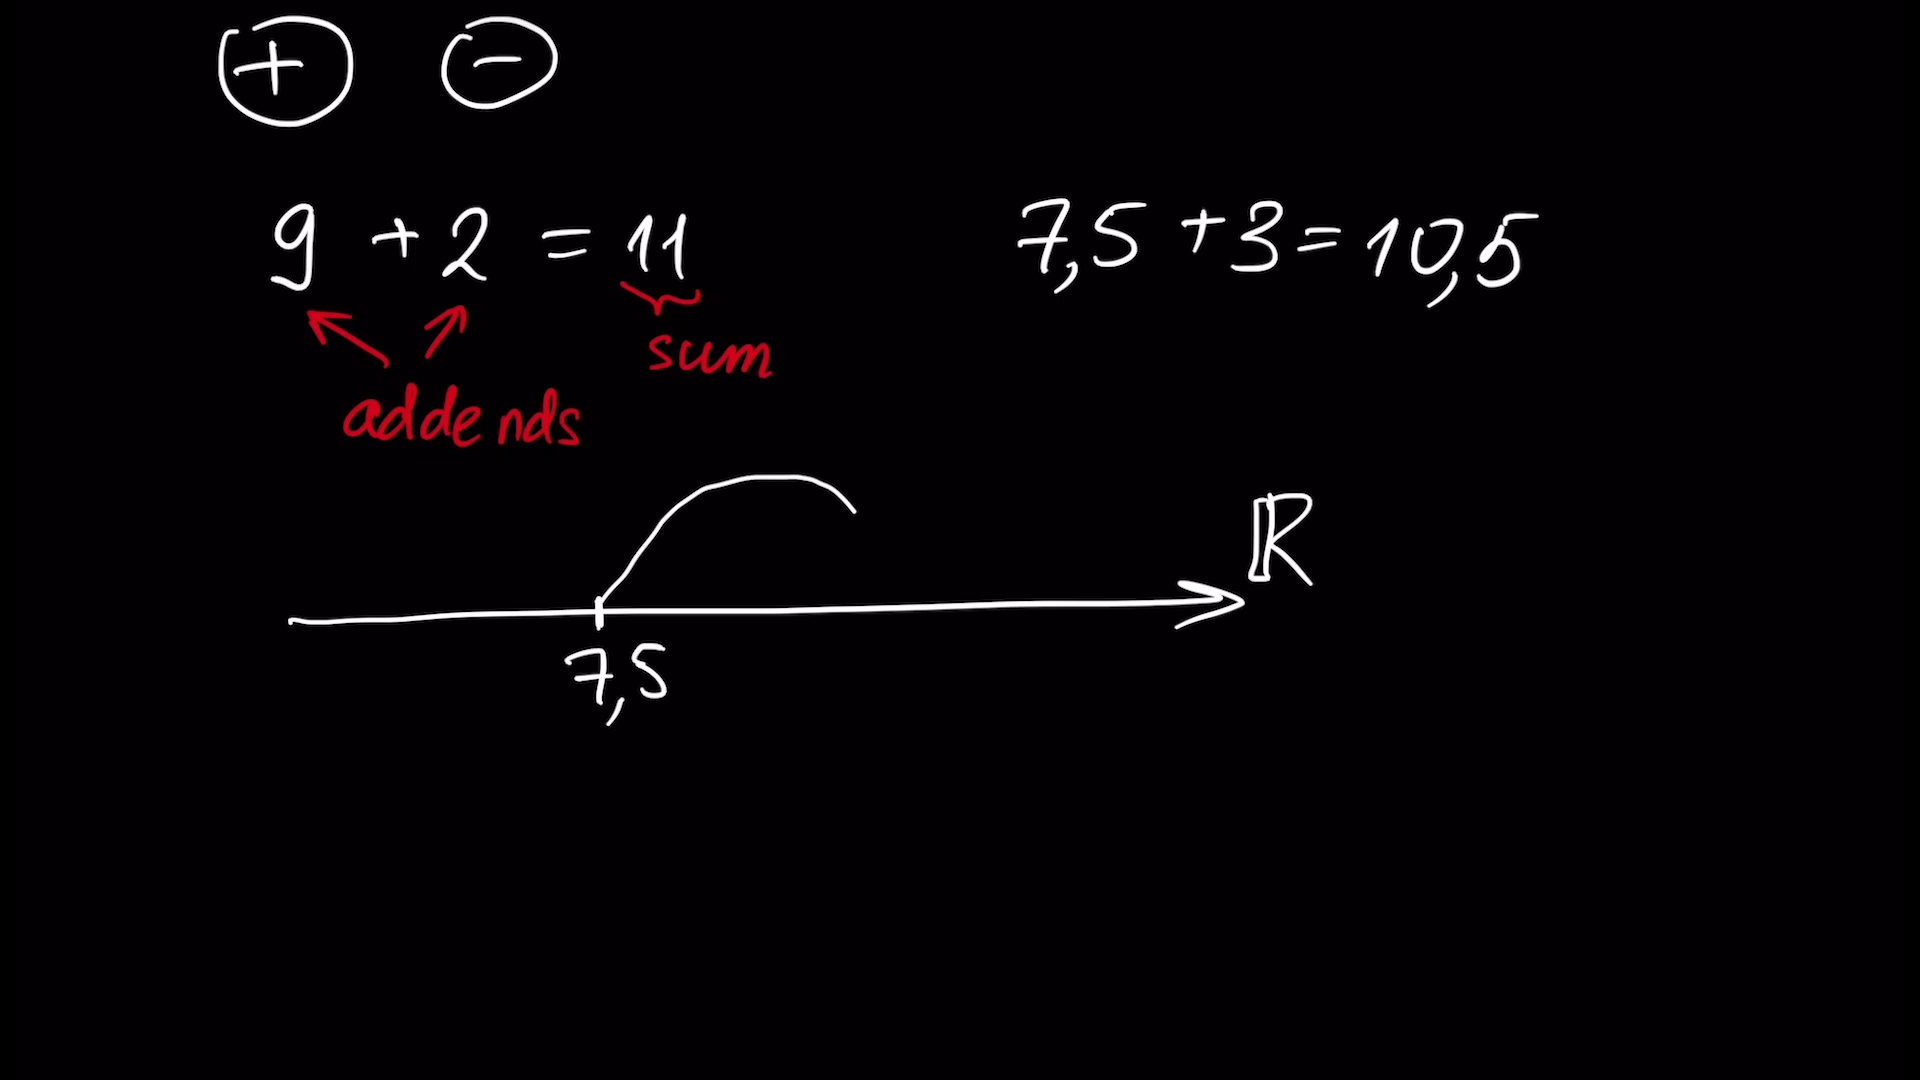 + -
9 + 2 = 11
7,5 + 3 = 10,5
sum
addends
ℝ
7,5